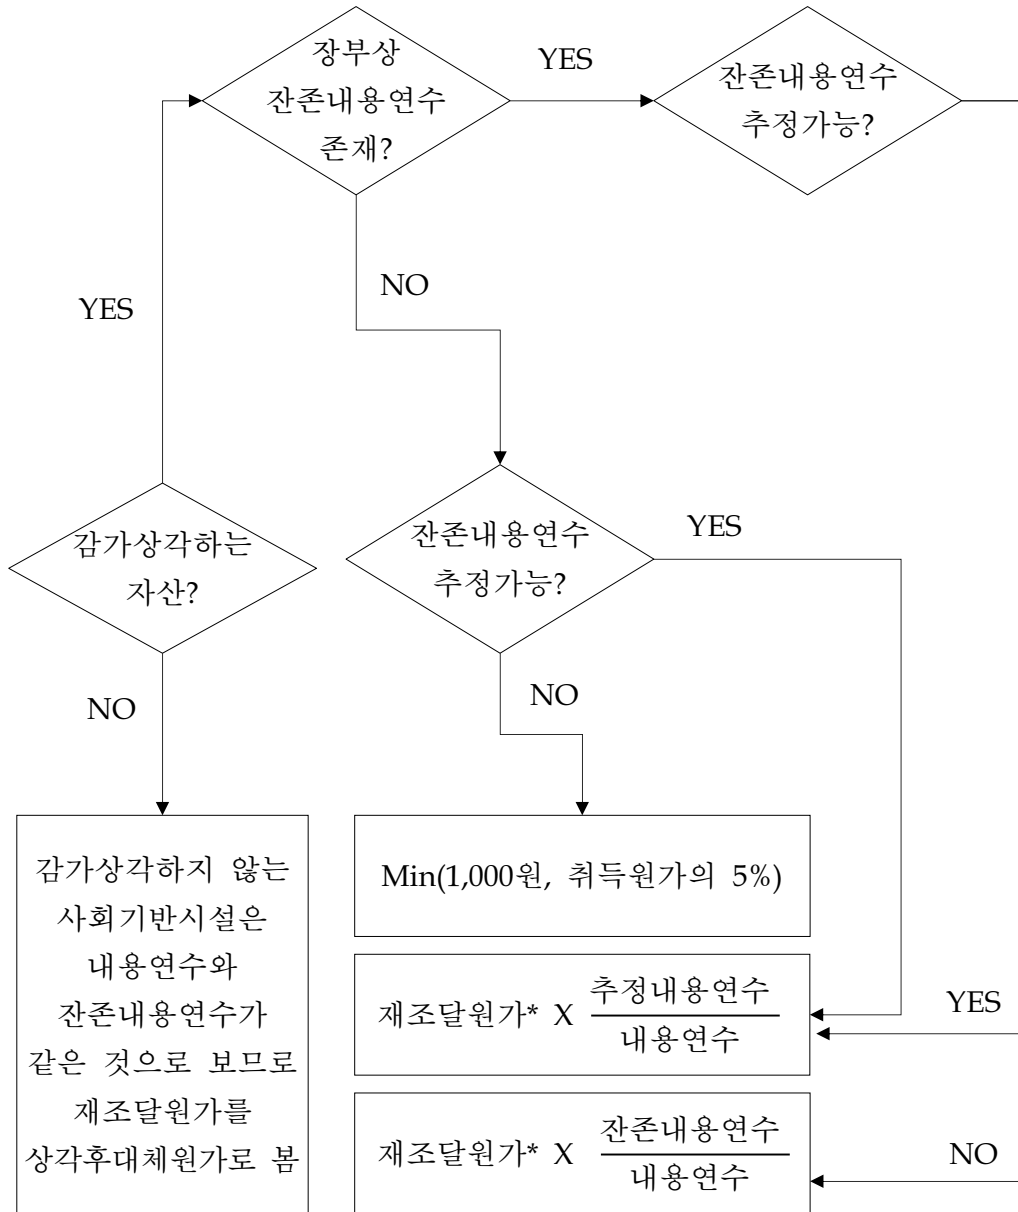 장부상
잔존내용연수
존재?
YES
잔존내용연수
추정가능?
NO
YES
감가상각하는
자산?
잔존내용연수
추정가능?
YES
NO
NO
감가상각하지 않는
사회기반시설은
내용연수와
잔존내용연수가
같은 것으로 보므로
재조달원가를
상각후대체원가로 봄
Min(1,000원, 취득원가의 5%)
재조달원가* X 추정내용연수
내용연수
YES
재조달원가* X 잔존내용연수
내용연수
NO